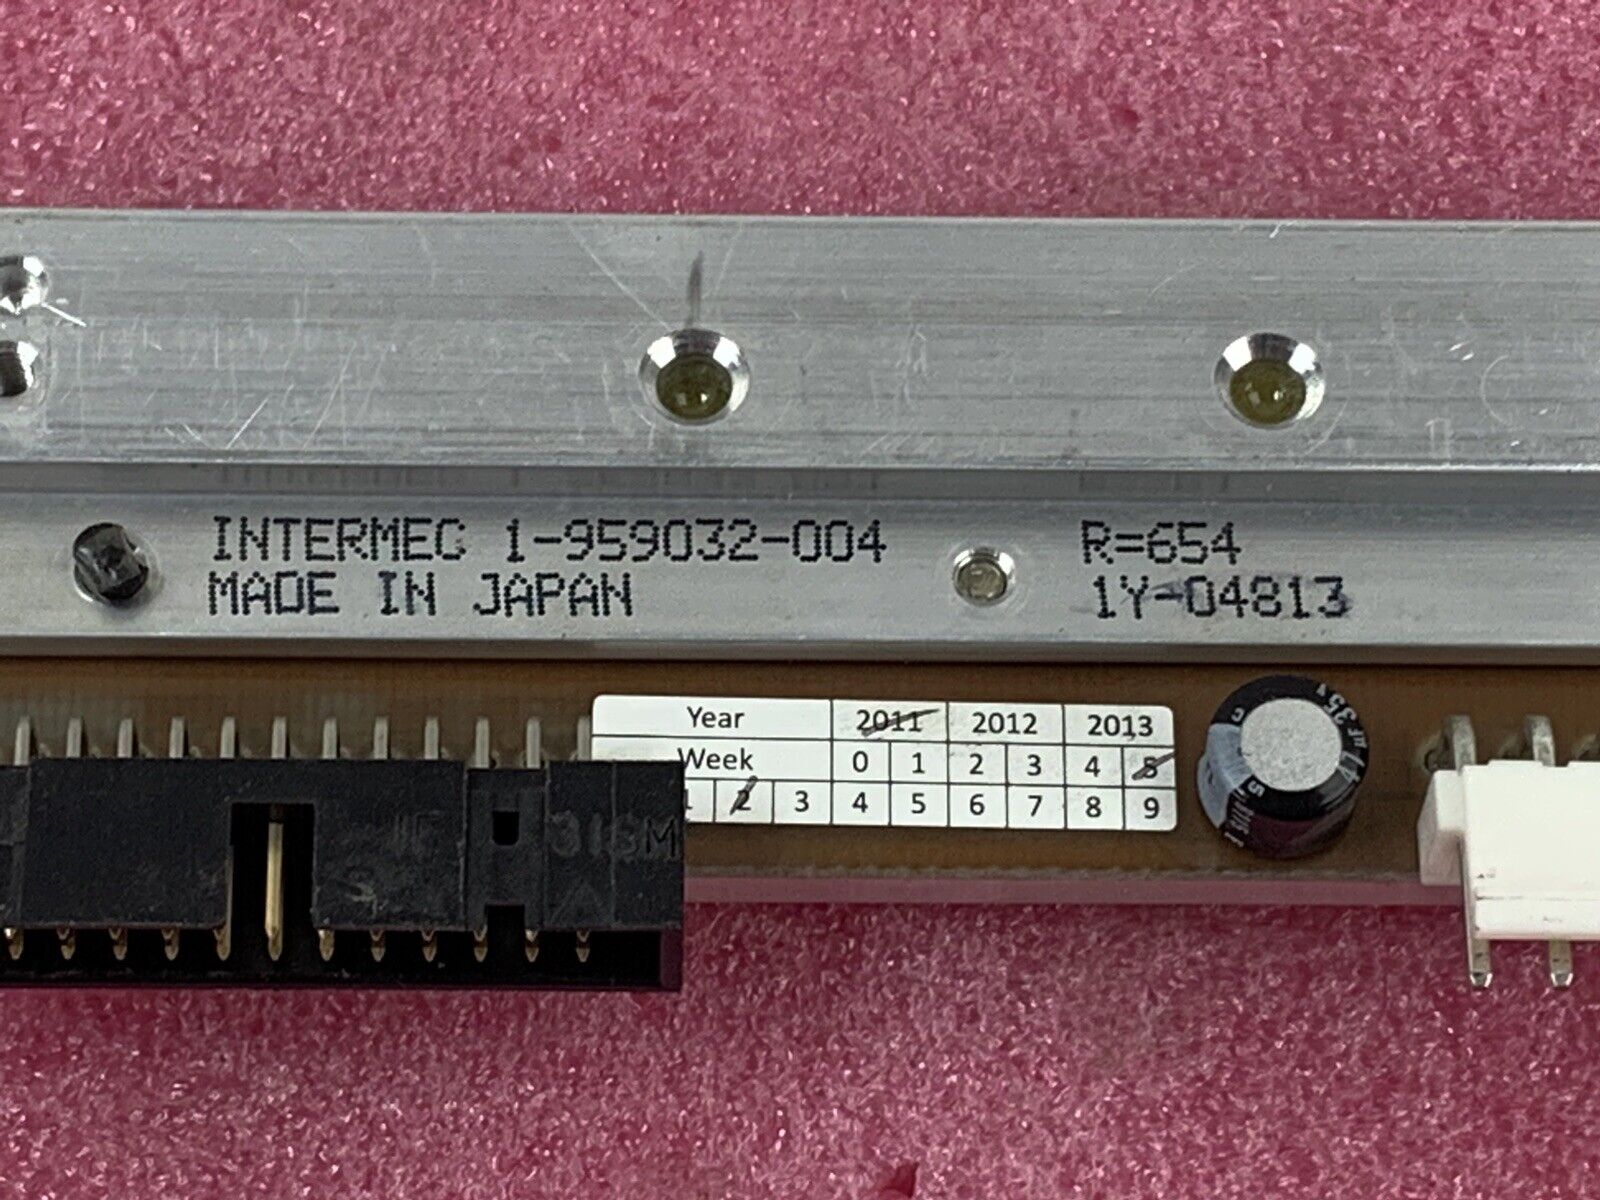 INTERMEC 1-959032-004 R=654
MADE IN JAPAN 1Y-04813
Year 2011 2012 2013
Week 0 1 2 3 4 5
1 2 3 4 5 6 7 8 9